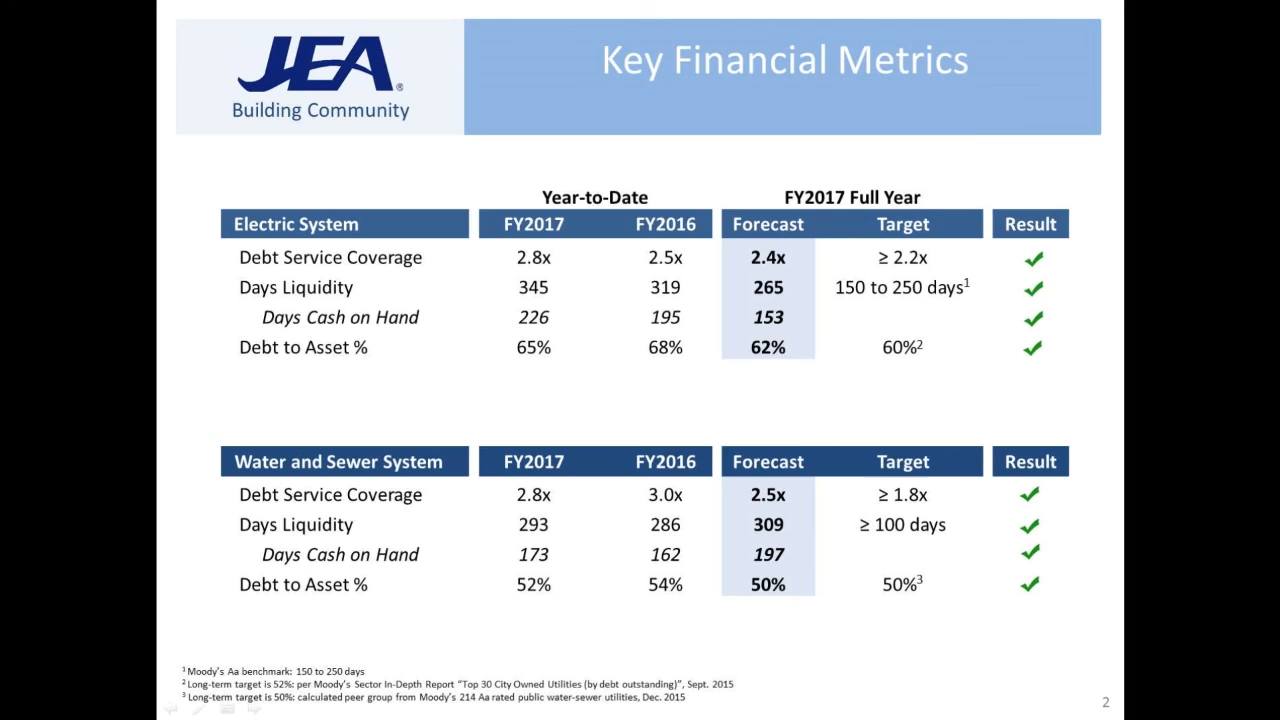 JEA®
Building Community
Key Financial Metrics
Year-to-Date FY2017 Full Year
Electric System FY2017 FY2016 Forecast Target Result
Debt Service Coverage 2.8x 2.5x 2.4x ≥ 2.2x ✓
Days Liquidity 345 319 265 150 to 250 days¹ ✓
Days Cash on Hand 226 195 153 ✓
Debt to Asset % 65% 68% 62% 60%² ✓
Water and Sewer System FY2017 FY2016 Forecast Target Result
Debt Service Coverage 2.8x 3.0x 2.5x ≥ 1.8x ✓
Days Liquidity 293 286 309 ≥ 100 days ✓
Days Cash on Hand 173 162 197 ✓
Debt to Asset % 52% 54% 50% 50%³ ✓
¹ Moody's Aa benchmark: 150 to 250 days
² Long-term target is 52%: per Moody's Sector In-Depth Report “Top 30 City Owned Utilities (by debt outstanding)”, Sept. 2015
³ Long-term target is 50%: calculated peer group from Moody's 214 Aa rated public water-sewer utilities, Dec. 2015
2